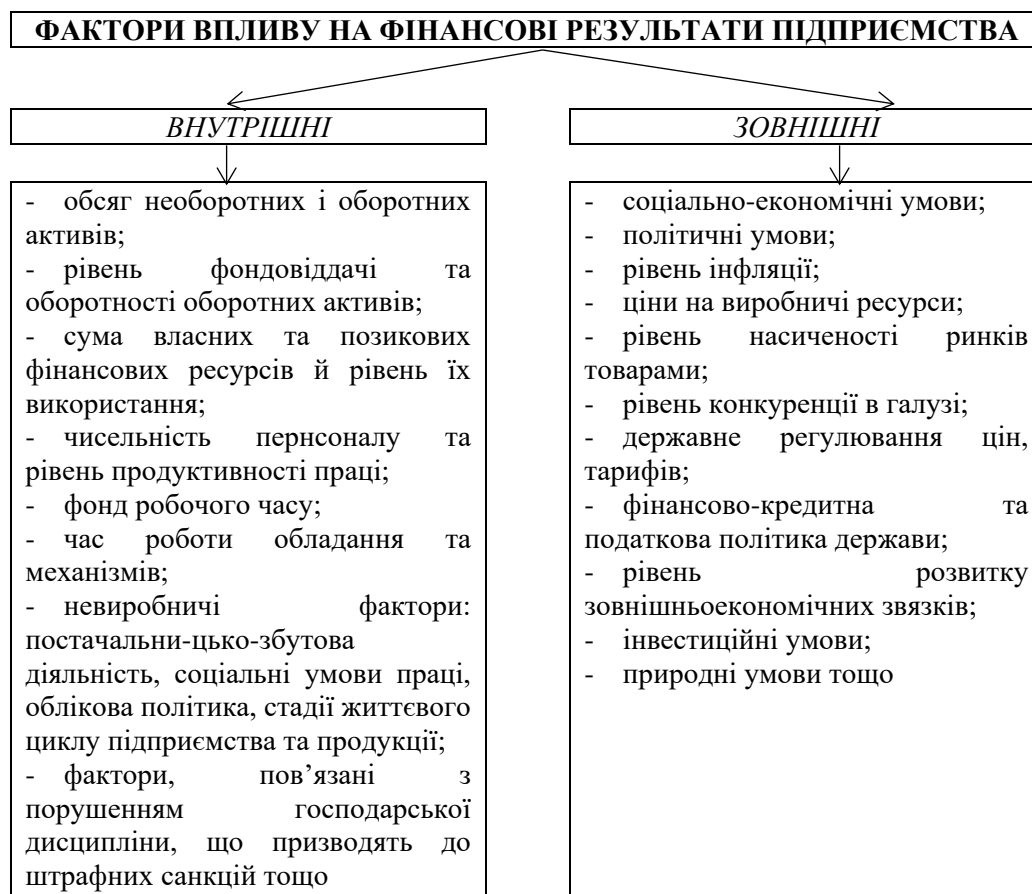 ФАКТОРИ ВПЛИВУ НА ФІНАНСОВІ РЕЗУЛЬТАТИ ПІДПРИЄМСТВА
ВНУТРІШНІ
- обсяг необоротних і оборотних
активів;
- рівень фондовіддачі та
оборотності оборотних активів;
- сума власних та позикових
фінансових ресурсів й рівень їх
використання;
- чисельність пернсоналу та
рівень продуктивності праці;
- фонд робочого часу;
- час роботи обладання та
механізмів;
- невиробничі фактори:
постачальни-цько-збутова
діяльність, соціальні умови праці,
облікова політика, стадії життєвого
циклу підприємства та продукції;
- фактори, пов’язані з
порушенням господарської
дисципліни, що призводять до
штрафних санкцій тощо
ЗОВНІШНІ
- соціально-економічні умови;
- політичні умови;
- рівень інфляції;
- ціни на виробничі ресурси;
- рівень насиченості ринків
товарами;
- рівень конкуренції в галузі;
- державне регулювання цін,
тарифів;
- фінансово-кредитна та
податкова політика держави;
- рівень розвитку
зовнішньоекономічних звязків;
- інвестиційні умови;
- природні умови тощо